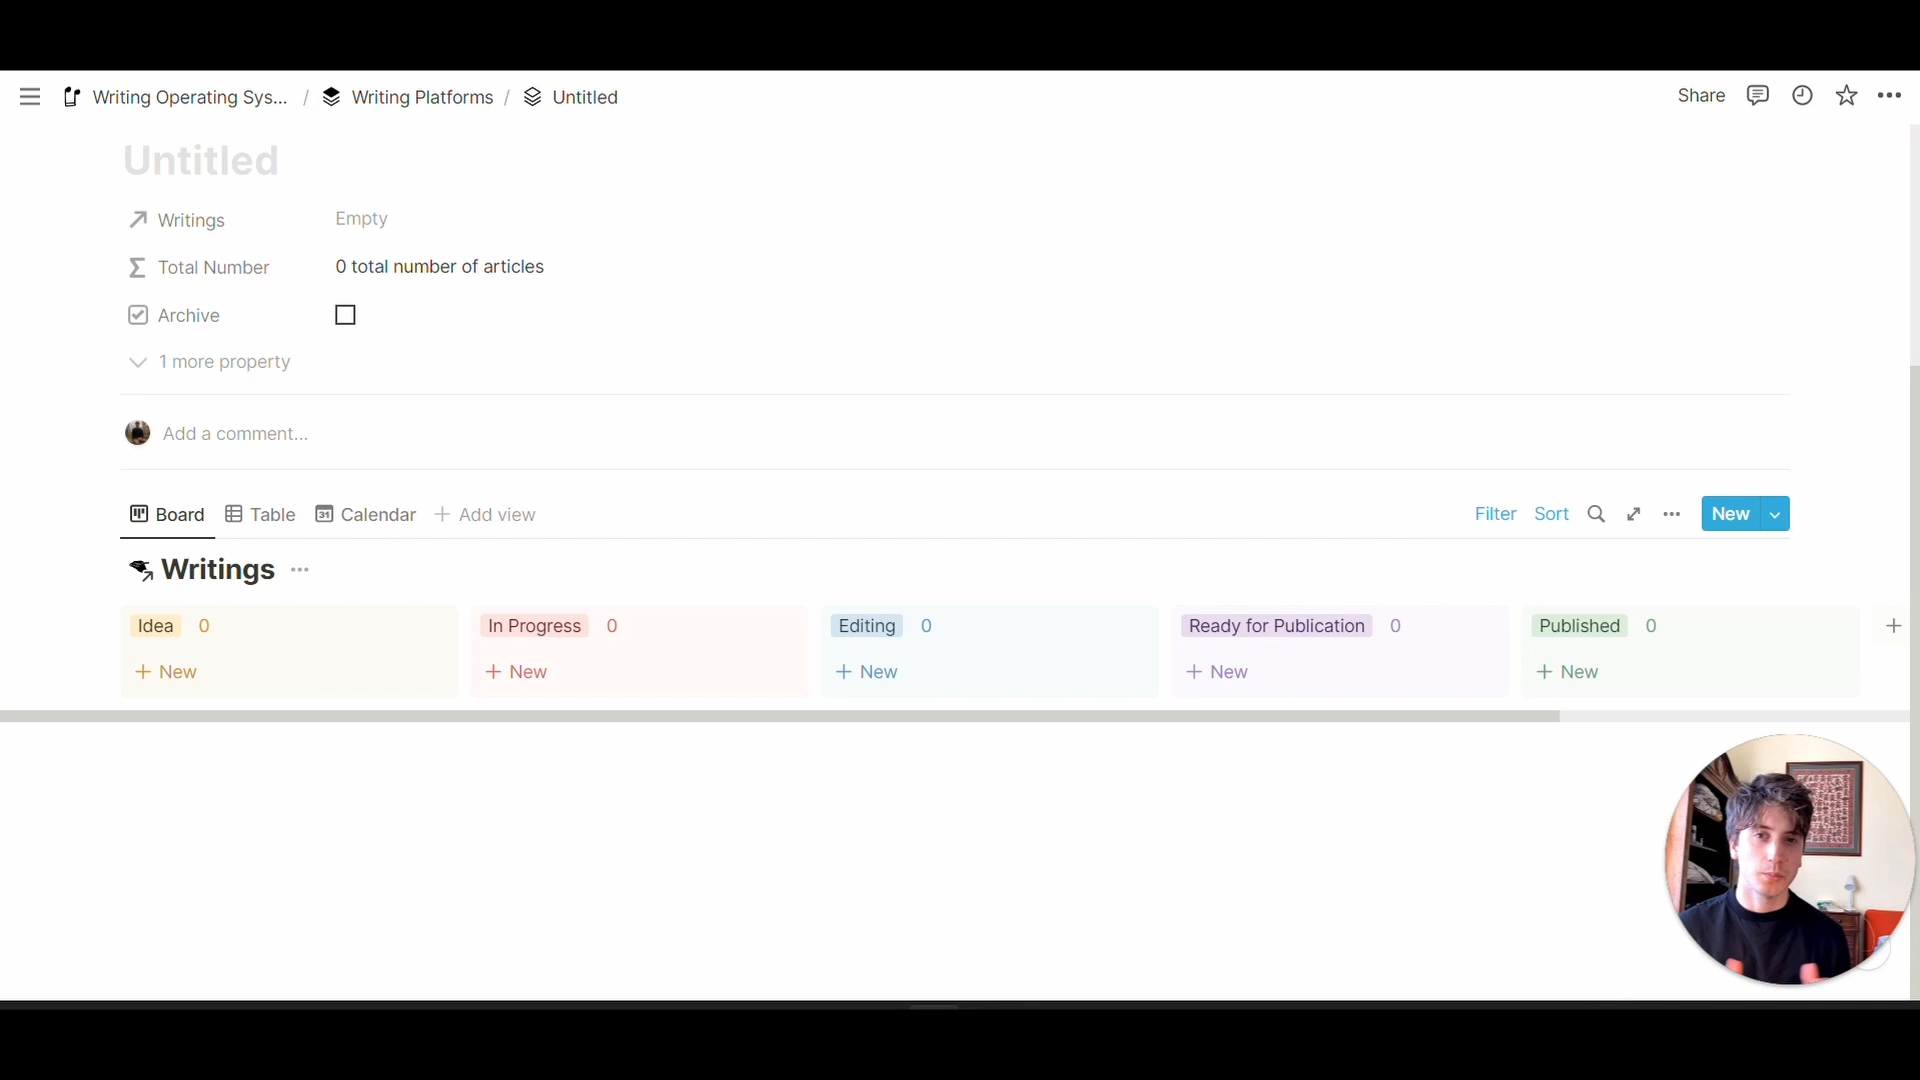 Writing Operating Sys... / Writing Platforms / Untitled
Share
Untitled
Writings Empty
Total Number 0 total number of articles
Archive
1 more property
Add a comment...
Board 31 Table Calendar + Add view
Filter Sort New
Writings
Idea 0 In Progress 0 Editing 0 Ready for Publication 0 Published 0 +
+ New + New + New + New + New